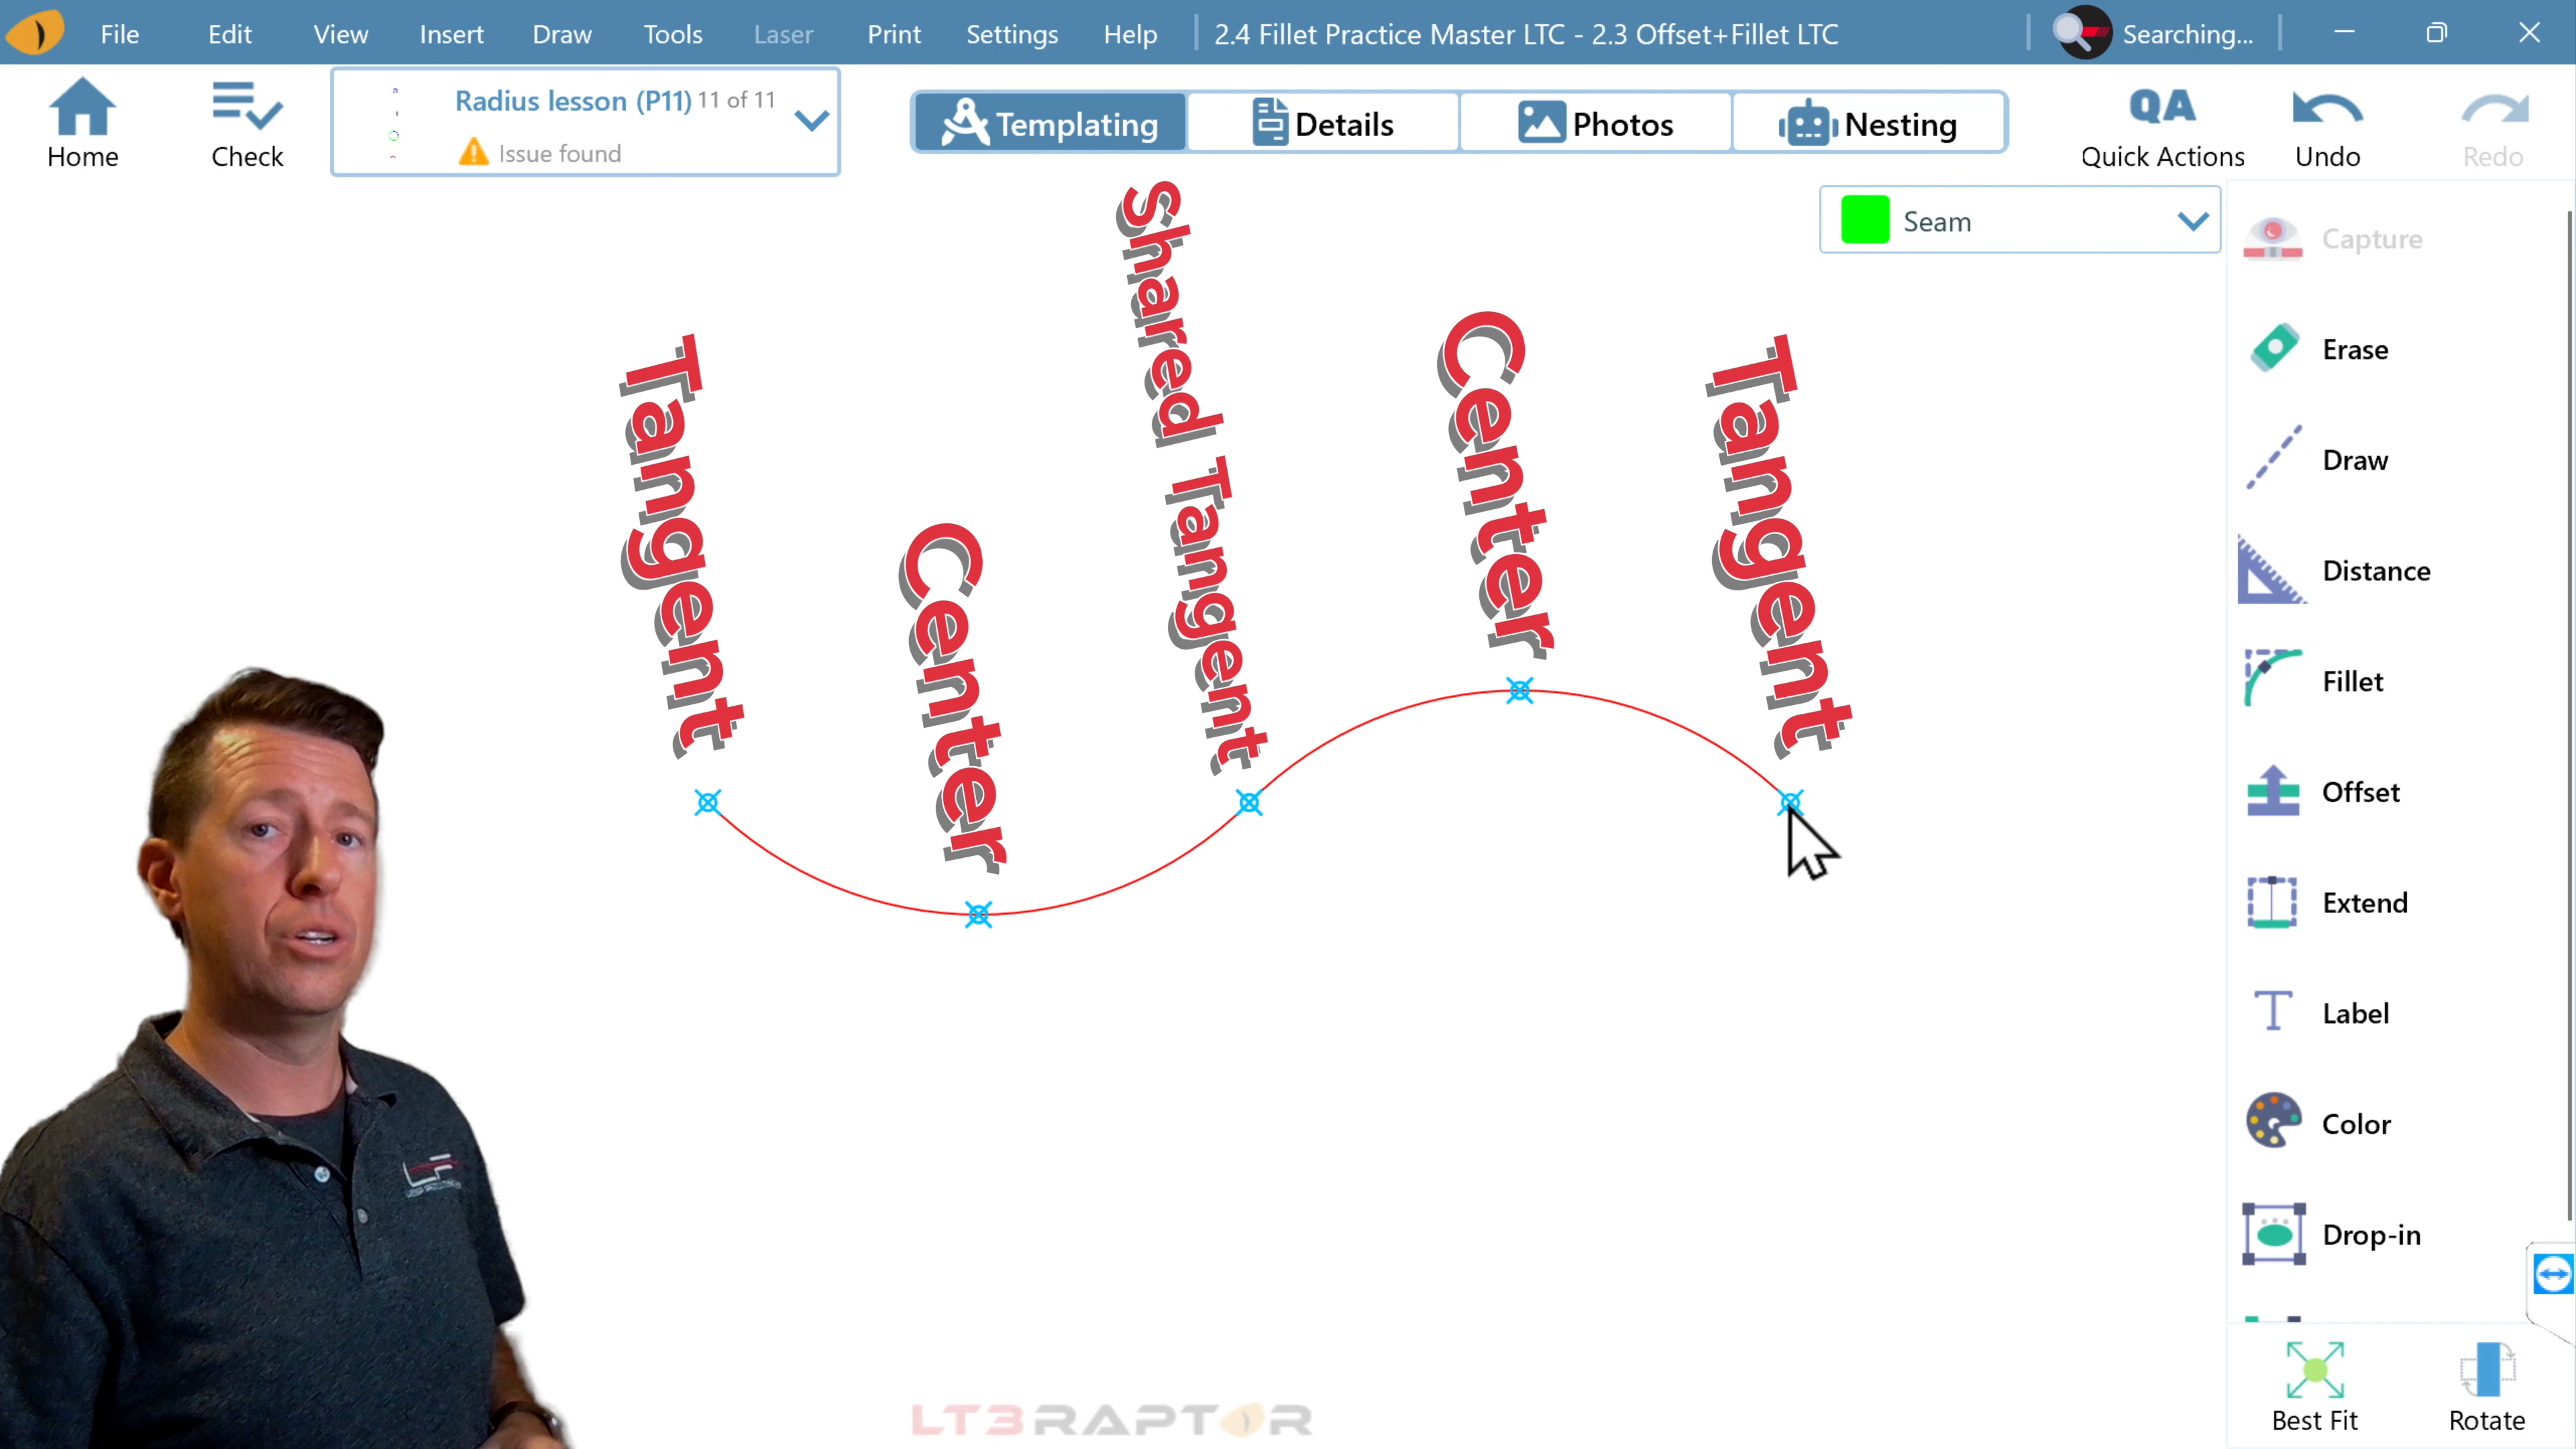 File Edit View Insert Draw Tools Laser Print Settings Help 2.4 Fillet Practice Master LTC - 2.3 Offset+Fillet LTC Searching...
Home
Check
Radius lesson (P11) 11 of 11
Issue found
Templating
Details
Photos
Nesting
QA
Quick Actions
Undo
Redo
Seam
Capture
Erase
Draw
Distance
Fillet
Offset
Extend
Label
Color
Drop-in
Best Fit
Rotate
Tangent
Center
Shared Tangent
Center
Tangent
LT3RAPTOR